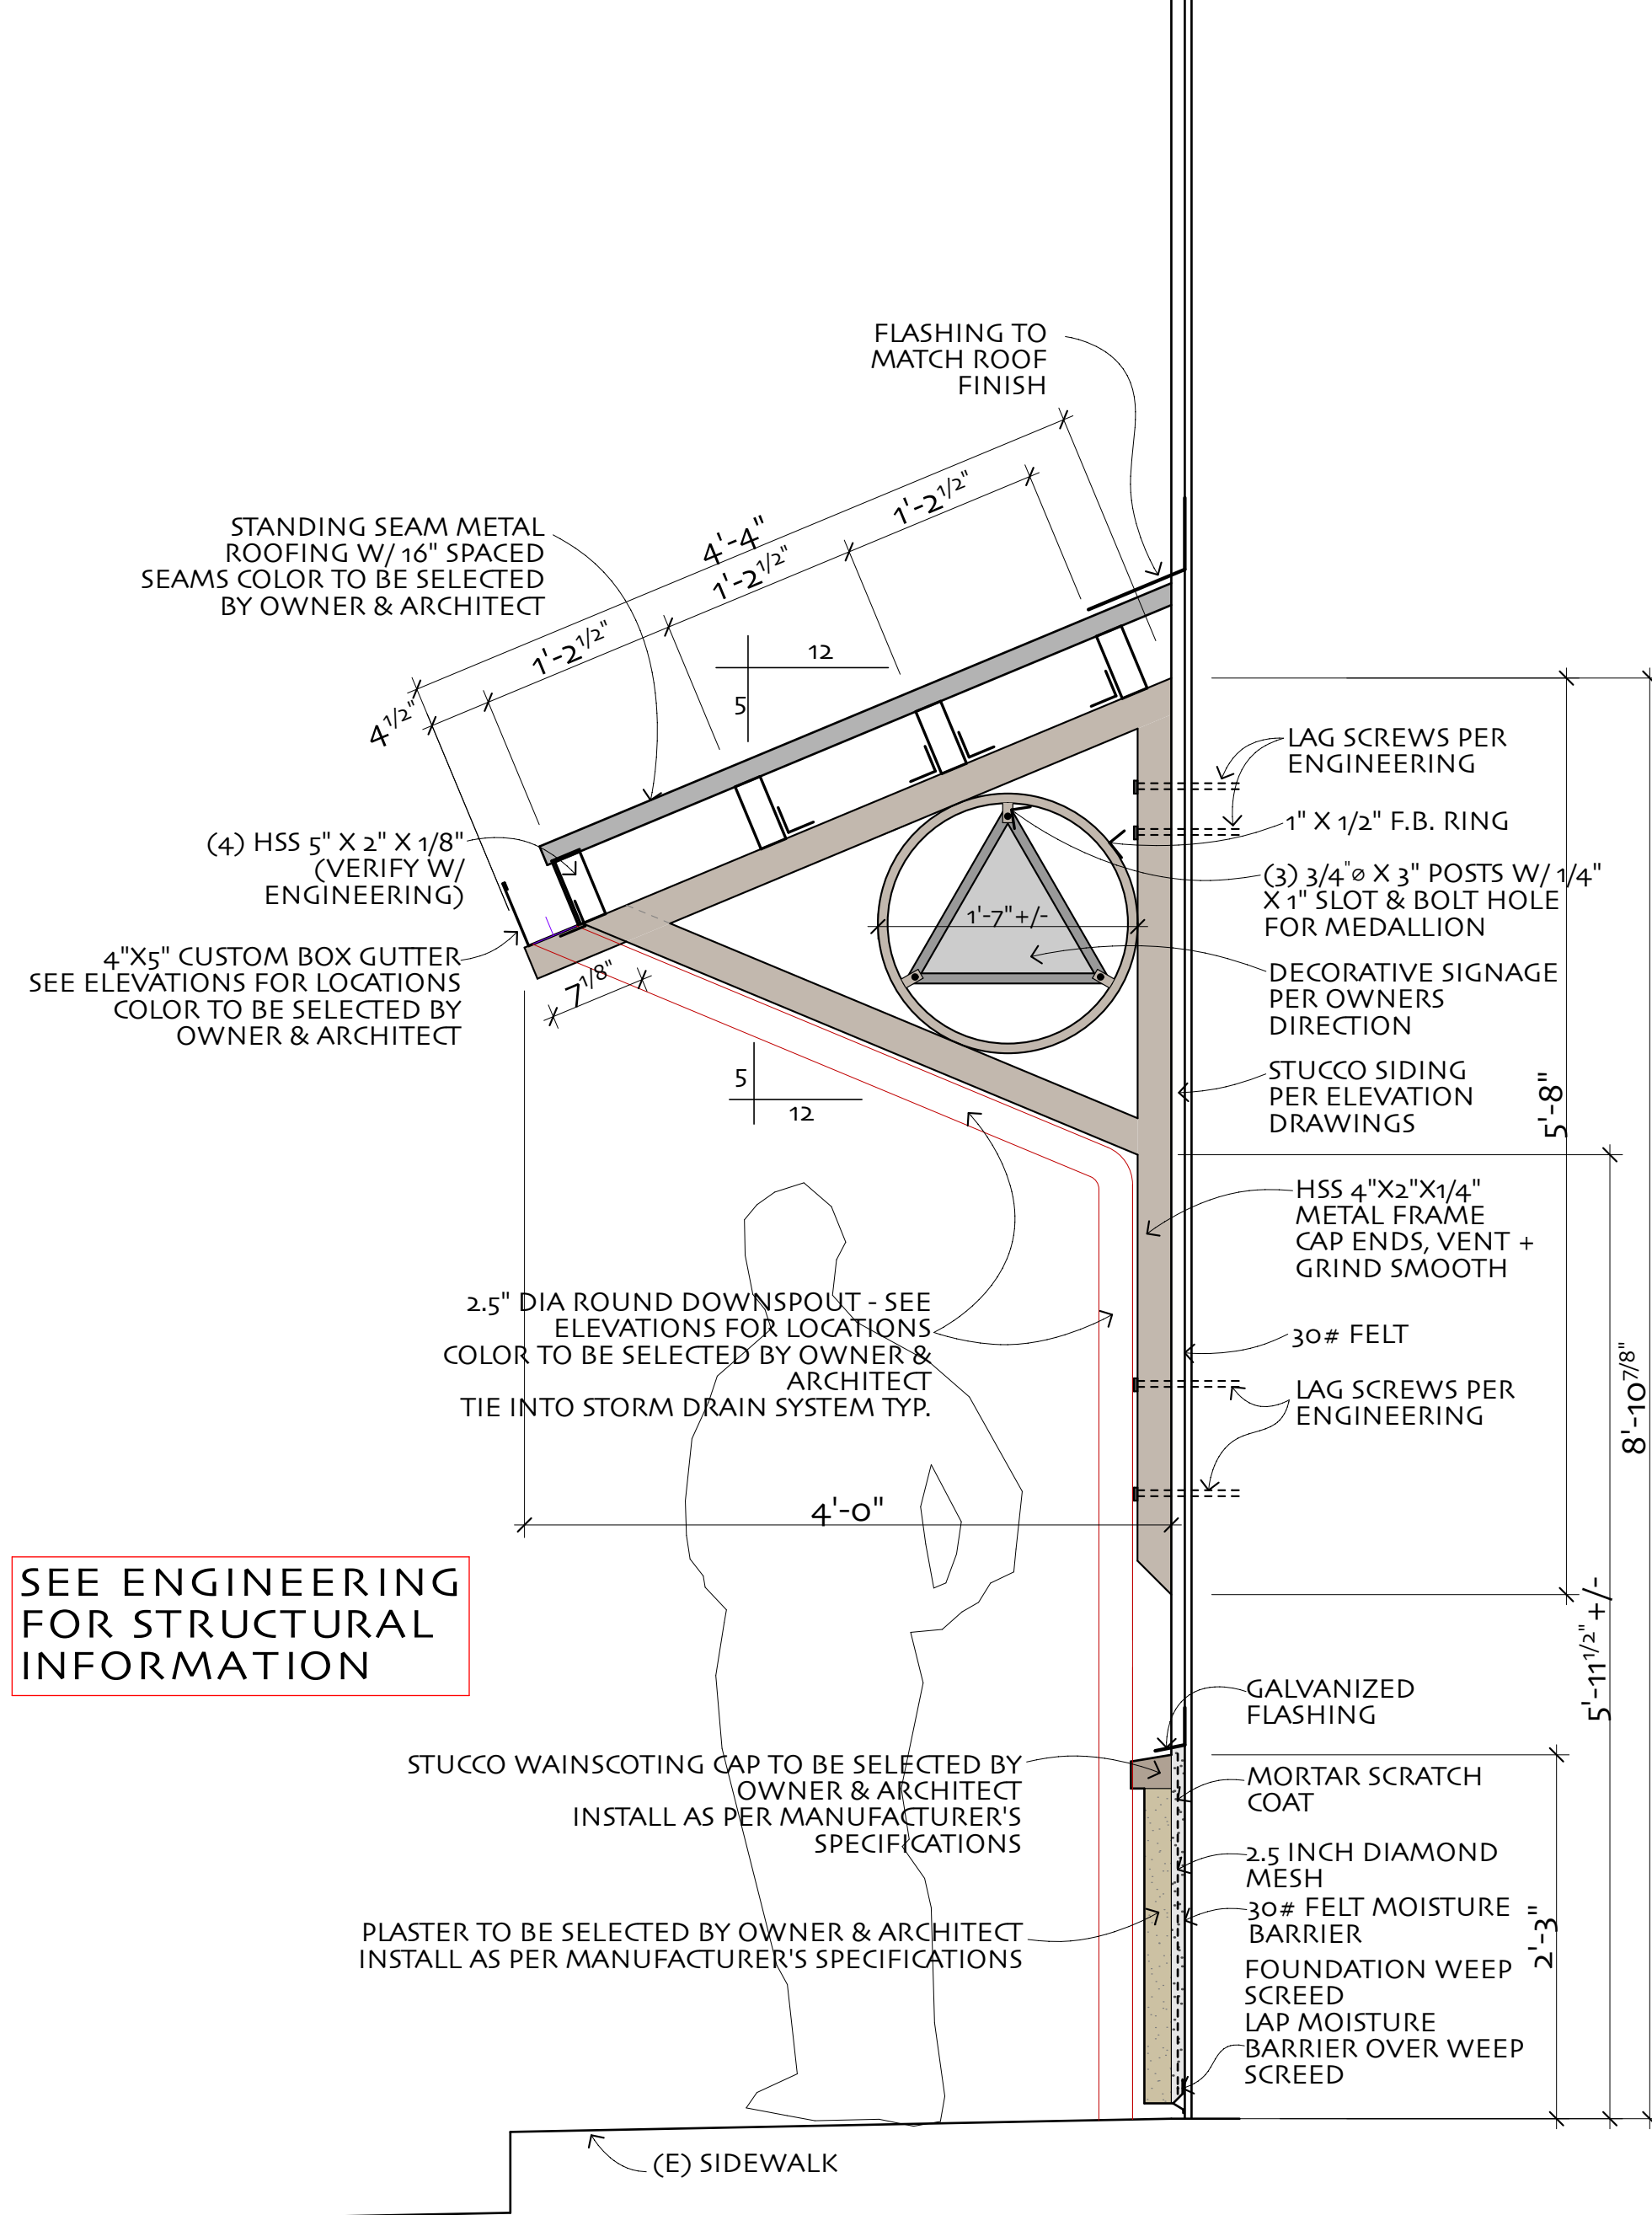 FLASHING TO
MATCH ROOF
FINISH
4'-4"
1'-2 1/2"
1'-2 1/2"
1'-2 1/2"
4 1/2"
STANDING SEAM METAL
ROOFING W/ 16" SPACED
SEAMS COLOR TO BE SELECTED
BY OWNER & ARCHITECT
12
5
(4) HSS 5" X 2" X 1/8"
(VERIFY W/
ENGINEERING)
4"X5" CUSTOM BOX GUTTER
SEE ELEVATIONS FOR LOCATIONS
COLOR TO BE SELECTED BY
OWNER & ARCHITECT
7 1/8"
5
12
1'-7"+/-
LAG SCREWS PER
ENGINEERING
1" X 1/2" F.B. RING
(3) 3/4"ø X 3" POSTS W/ 1/4"
X 1" SLOT & BOLT HOLE
FOR MEDALLION
DECORATIVE SIGNAGE
PER OWNERS
DIRECTION
STUCCO SIDING
PER ELEVATION
DRAWINGS
5'-8"
HSS 4"X2"X1/4"
METAL FRAME
CAP ENDS, VENT +
GRIND SMOOTH
2.5" DIA ROUND DOWNSPOUT - SEE
ELEVATIONS FOR LOCATIONS
COLOR TO BE SELECTED BY OWNER &
ARCHITECT
TIE INTO STORM DRAIN SYSTEM TYP.
30# FELT
LAG SCREWS PER
ENGINEERING
8'-10 7/8"
4'-0"
SEE ENGINEERING
FOR STRUCTURAL
INFORMATION
5'-11 1/2"+/-
GALVANIZED
FLASHING
STUCCO WAINSCOTING CAP TO BE SELECTED BY
OWNER & ARCHITECT
INSTALL AS PER MANUFACTURER'S
SPECIFICATIONS
MORTAR SCRATCH
COAT
2.5 INCH DIAMOND
MESH
30# FELT MOISTURE
BARRIER
2'-3"
PLASTER TO BE SELECTED BY OWNER & ARCHITECT
INSTALL AS PER MANUFACTURER'S SPECIFICATIONS
FOUNDATION WEEP
SCREED
LAP MOISTURE
BARRIER OVER WEEP
SCREED
(E) SIDEWALK